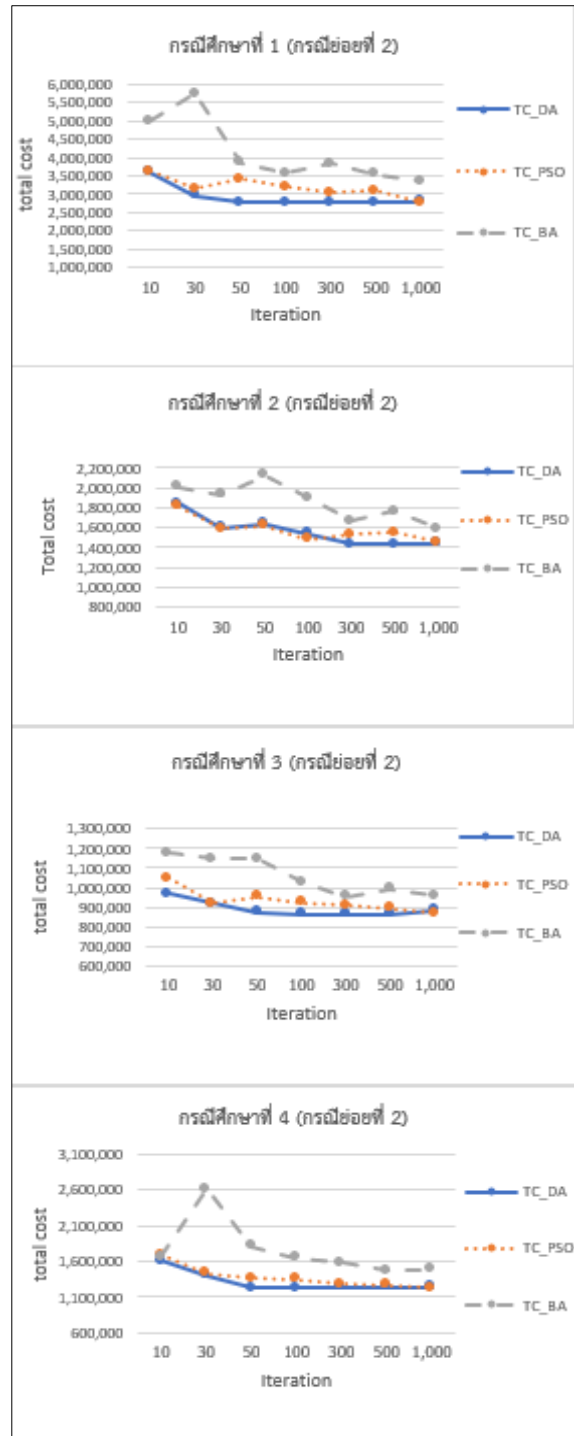 กรณีศึกษาที่ 1 (กรณีย่อยที่ 2)
6,000,000
5,500,000
5,000,000
4,500,000
4,000,000
3,500,000
3,000,000
2,500,000
2,000,000
1,500,000
1,000,000
total cost
10 30 50 100 300 500 1,000
Iteration
TC_DA
TC_PSO
TC_BA
กรณีศึกษาที่ 2 (กรณีย่อยที่ 2)
2,200,000
2,000,000
1,800,000
1,600,000
1,400,000
1,200,000
1,000,000
800,000
Total cost
10 30 50 100 300 500 1,000
Iteration
TC_DA
TC_PSO
TC_BA
กรณีศึกษาที่ 3 (กรณีย่อยที่ 2)
1,300,000
1,200,000
1,100,000
1,000,000
900,000
800,000
700,000
600,000
total cost
10 30 50 100 300 500 1,000
Iteration
TC_DA
TC_PSO
TC_BA
กรณีศึกษาที่ 4 (กรณีย่อยที่ 2)
3,100,000
2,600,000
2,100,000
1,600,000
1,100,000
600,000
total cost
10 30 50 100 300 500 1,000
Iteration
TC_DA
TC_PSO
TC_BA